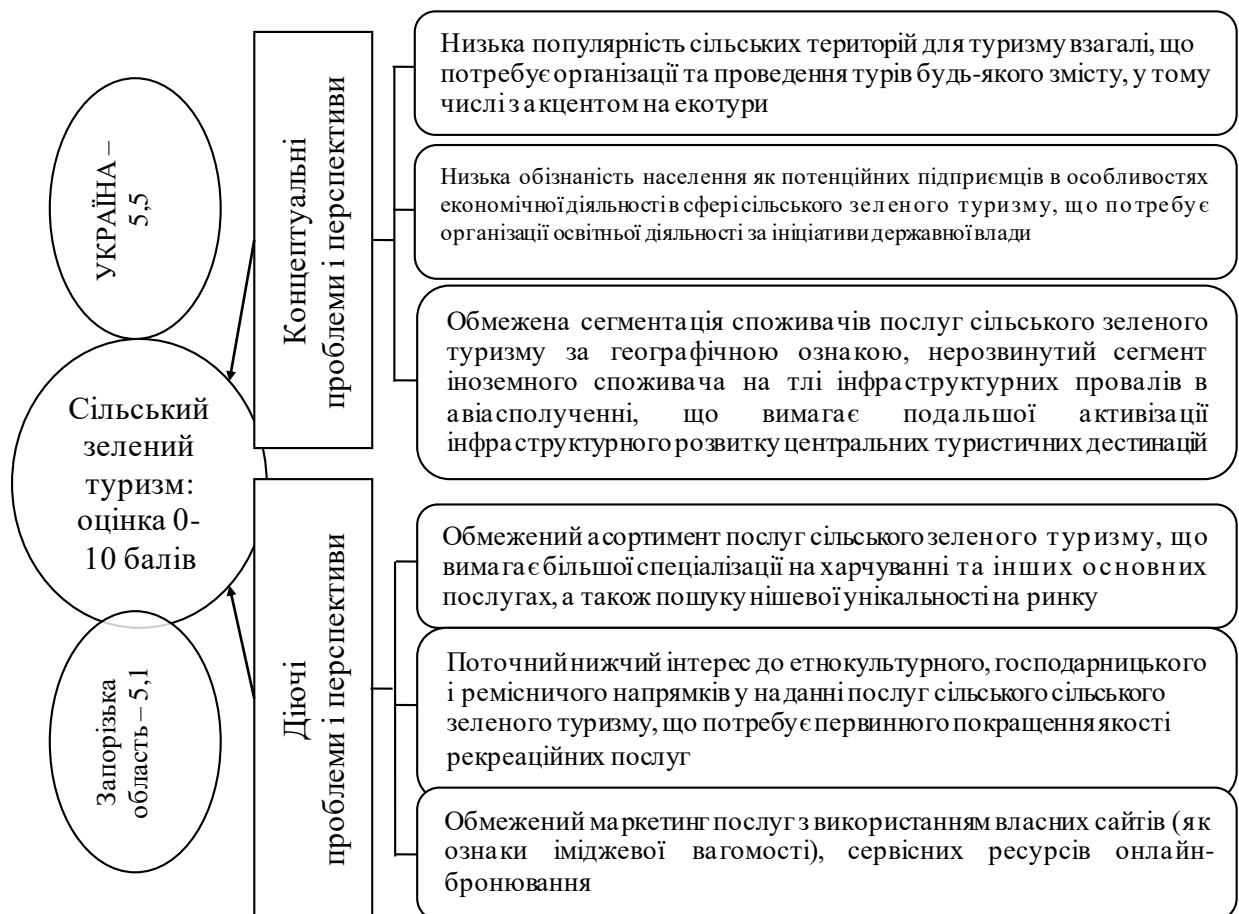 УКРАЇНА –
5,5
Сільський
зелений
туризм:
оцінка 0-
10 балів
Запорізька
область – 5,1
Концептуальні
проблеми і перспективи
Низька популярність сільських територій для туризму взагалі, що
потребує організації та проведення турів будь-якого змісту, у тому
числі з акцентом на екотури
Низька обізнаність населення як потенційних підприємців в особливостях
економічної діяльності в сфері сільського зеленого туризму, що потребує
організації освітньої діяльності за ініціативи державної влади
Обмежена сегментація споживачів послуг сільського зеленого
туризму за географічною ознакою, нерозвинутий сегмент
іноземного споживача на тлі інфраструктурних провалів в
авіасполученні, що вимагає подальшої активізації
інфраструктурного розвитку центральних туристичних дестинацій
Діючі
проблеми і перспективи
Обмежений асортимент послуг сільського зеленого туризму, що
вимагає більшої спеціалізації на харчуванні та інших основних
послугах, а також пошуку нішевої унікальності на ринку
Поточний нижчий інтерес до етнокультурного, господарницького
і ремісничого напрямків у наданні послуг сільського сільського
зеленого туризму, що потребує первинного покращення якості
рекреаційних послуг
Обмежений маркетинг послуг з використанням власних сайтів (як
ознаки іміджевої вагомості), сервісних ресурсів онлайн-
бронювання